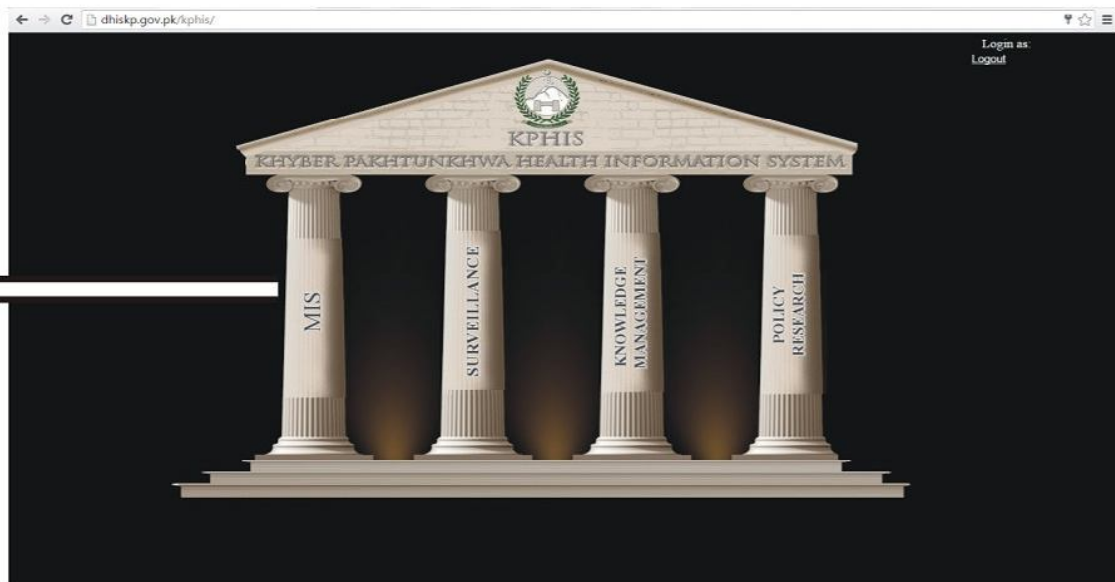 dhiskp.gov.pk/kphis/
Login as:
Logout
KPHIS
KHYBER PAKHTUNKHWA HEALTH INFORMATION SYSTEM
MIS
SURVEILLANCE
KNOWLEDGE
MANAGEMENT
POLICY
RESEARCH